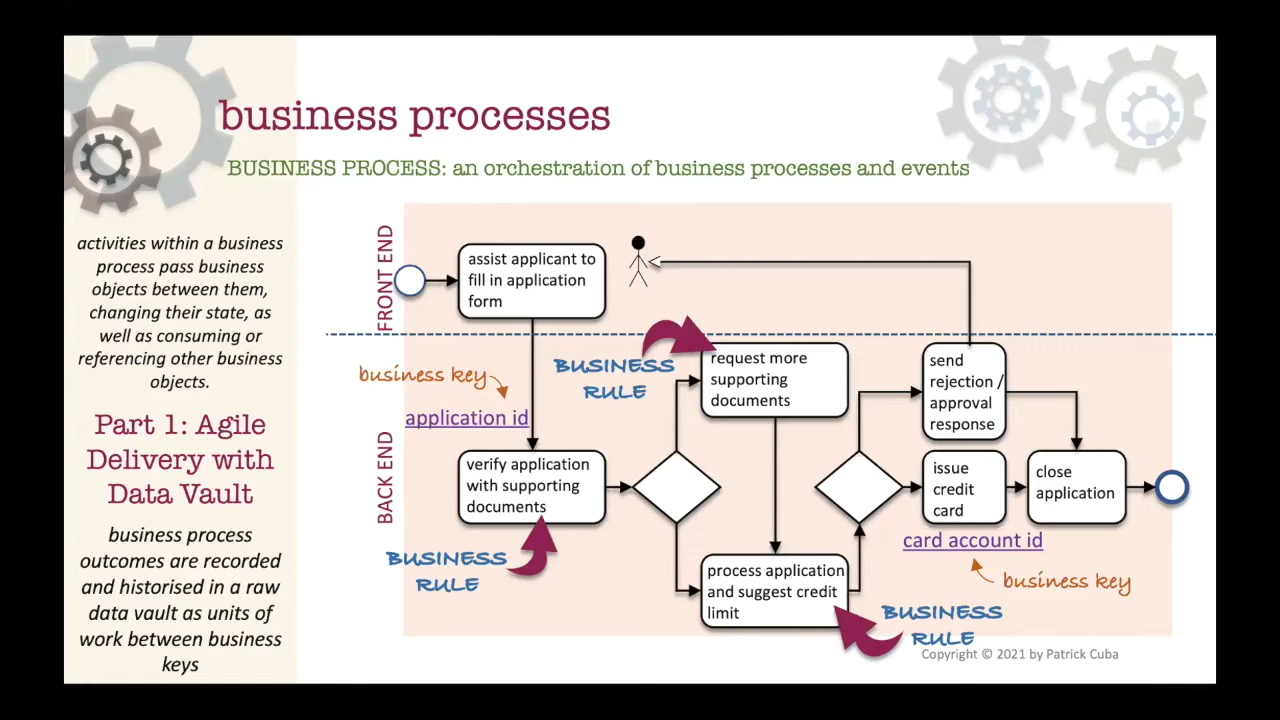 business processes
BUSINESS PROCESS: an orchestration of business processes and events
activities within a business
process pass business
objects between them,
changing their state, as
well as consuming or
referencing other business
objects.
Part 1: Agile
Delivery with
Data Vault
business process
outcomes are recorded
and historised in a raw
data vault as units of
work between business
keys
FRONT END
assist applicant to
fill in application
form
BACK END
business key
application id
BUSINESS
RULE
request more
supporting
documents
send
rejection /
approval
response
verify application
with supporting
documents
issue
credit
card
close
application
BUSINESS
RULE
card account id
business key
process application
and suggest credit
limit
BUSINESS
RULE
Copyright © 2021 by Patrick Cuba